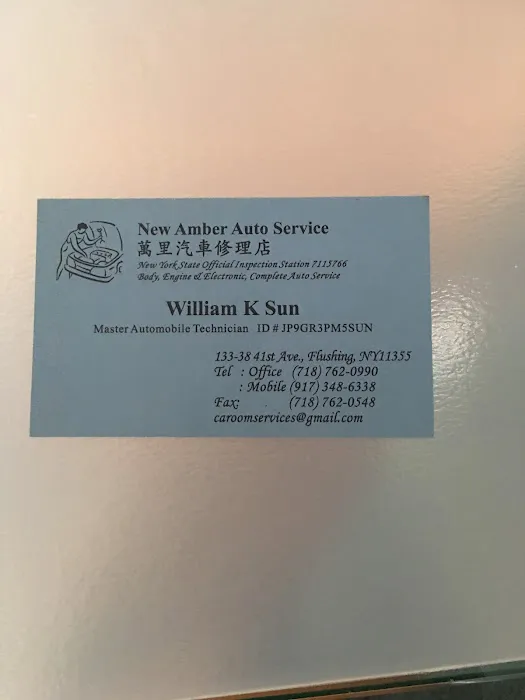 New Amber Auto Service
萬里汽車修理店
New York State Official Inspection Station 7115766
Body, Engine & Electronic, Complete Auto Service
William K Sun
Master Automobile Technician ID # JP9GR3PM5SUN
133-38 41st Ave., Flushing, NY11355
Tel : Office (718) 762-0990
: Mobile (917) 348-6338
Fax: (718) 762-0548
caroomservices@gmail.com